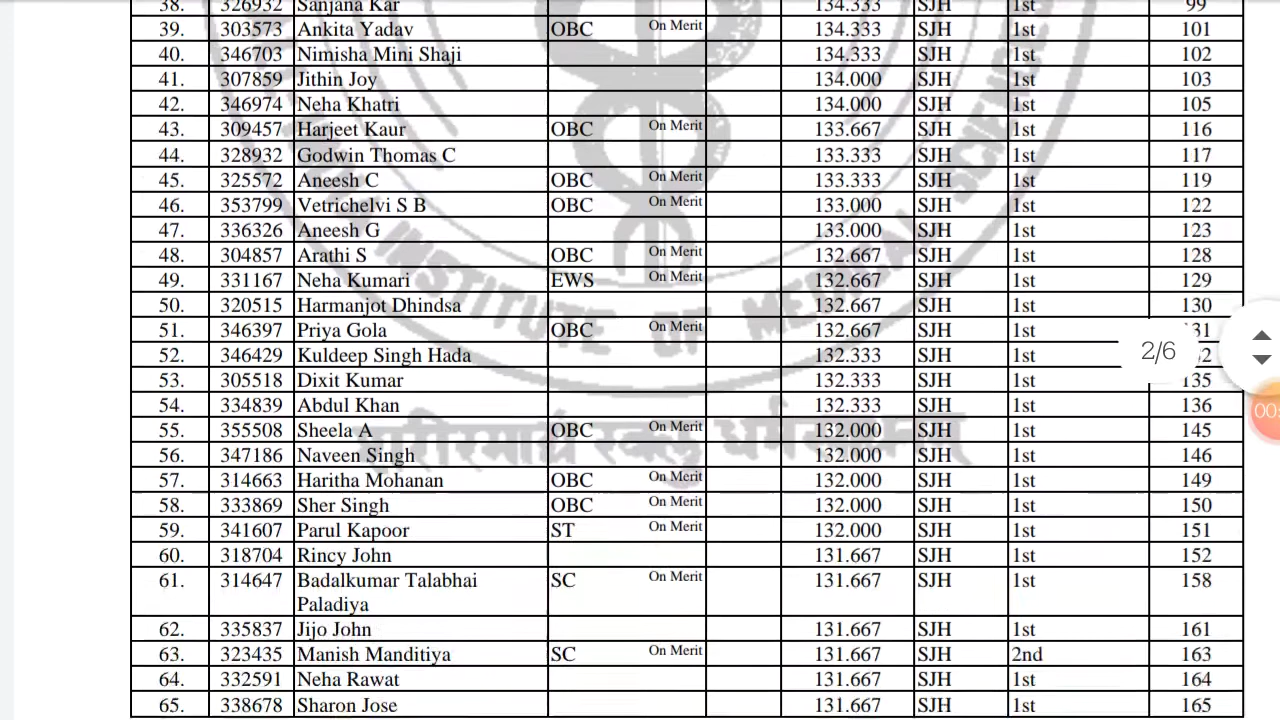 38. 326932 Sanjana Kar 134.333 SJH 1st 99
39. 303573 Ankita Yadav OBC On Merit 134.333 SJH 1st 101
40. 346703 Nimisha Mini Shaji 134.333 SJH 1st 102
41. 307859 Jithin Joy 134.000 SJH 1st 103
42. 346974 Neha Khatri 134.000 SJH 1st 105
43. 309457 Harjeet Kaur OBC On Merit 133.667 SJH 1st 116
44. 328932 Godwin Thomas C 133.333 SJH 1st 117
45. 325572 Aneesh C OBC On Merit 133.333 SJH 1st 119
46. 353799 Vetrichelvi S B OBC On Merit 133.000 SJH 1st 122
47. 336326 Aneesh G 133.000 SJH 1st 123
48. 304857 Arathi S OBC On Merit 132.667 SJH 1st 128
49. 331167 Neha Kumari EWS On Merit 132.667 SJH 1st 129
50. 320515 Harmanjot Dhindsa 132.667 SJH 1st 130
51. 346397 Priya Gola OBC On Merit 132.667 SJH 1st 31
52. 346429 Kuldeep Singh Hada 132.333 SJH 1st 2
2/6
53. 305518 Dixit Kumar 132.333 SJH 1st 135
54. 334839 Abdul Khan 132.333 SJH 1st 136
00:
55. 355508 Sheela A OBC On Merit 132.000 SJH 1st 145
56. 347186 Naveen Singh 132.000 SJH 1st 146
57. 314663 Haritha Mohanan OBC On Merit 132.000 SJH 1st 149
58. 333869 Sher Singh OBC On Merit 132.000 SJH 1st 150
59. 341607 Parul Kapoor ST On Merit 132.000 SJH 1st 151
60. 318704 Rincy John 131.667 SJH 1st 152
61. 314647 Badalkumar Talabhai SC On Merit 131.667 SJH 1st 158
Paladiya
62. 335837 Jijo John 131.667 SJH 1st 161
63. 323435 Manish Manditiya SC On Merit 131.667 SJH 2nd 163
64. 332591 Neha Rawat 131.667 SJH 1st 164
65. 338678 Sharon Jose 131.667 SJH 1st 165
INSTITUTE OF MEDICAL SCIENCE